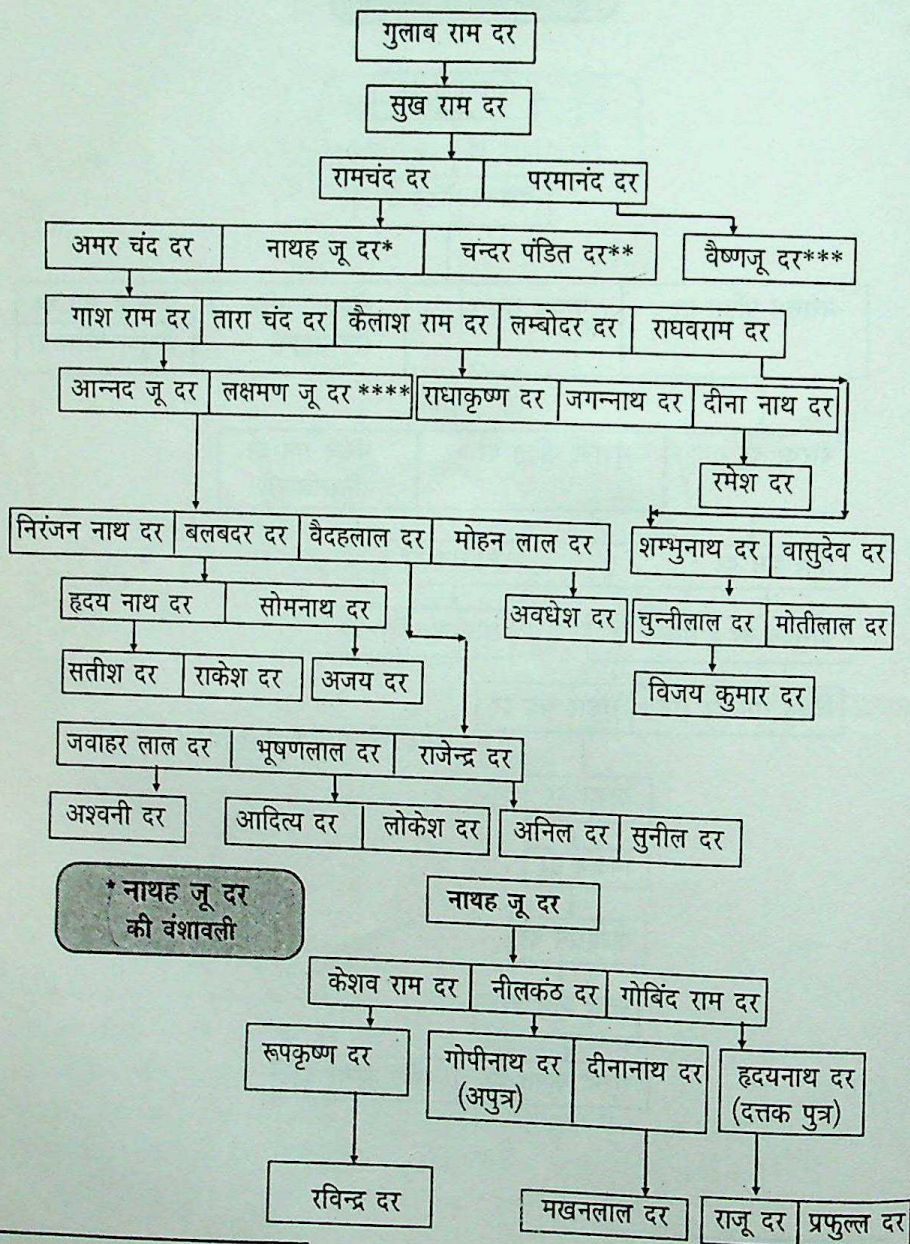 गुलाब राम दर
सुख राम दर
रामचंद दर परमानंद दर
अमर चंद दर नाथह जू दर* चन्दर पंडित दर** वैष्णजू दर***
गाश राम दर तारा चंद दर कैलाश राम दर लम्बोदर दर राघवराम दर
आन्नद जू दर लक्षमण जू दर **** राधाकृष्ण दर जगन्नाथ दर दीना नाथ दर
रमेश दर
निरंजन नाथ दर बलबदर दर वैदहलाल दर मोहन लाल दर शम्भुनाथ दर वासुदेव दर
हृदय नाथ दर सोमनाथ दर अवधेश दर चुन्नीलाल दर मोतीलाल दर
सतीश दर राकेश दर अजय दर विजय कुमार दर
जवाहर लाल दर भूषणलाल दर राजेन्द्र दर
अश्वनी दर आदित्य दर लोकेश दर अनिल दर सुनील दर
* नाथह जू दर
की वंशावली
नाथह जू दर
केशव राम दर नीलकंठ दर गोबिंद राम दर
रूपकृष्ण दर गोपीनाथ दर दीनानाथ दर हृदयनाथ दर
(अपुत्र) (दत्तक पुत्र)
रविन्द्र दर मखनलाल दर राजू दर प्रफुल्ल दर